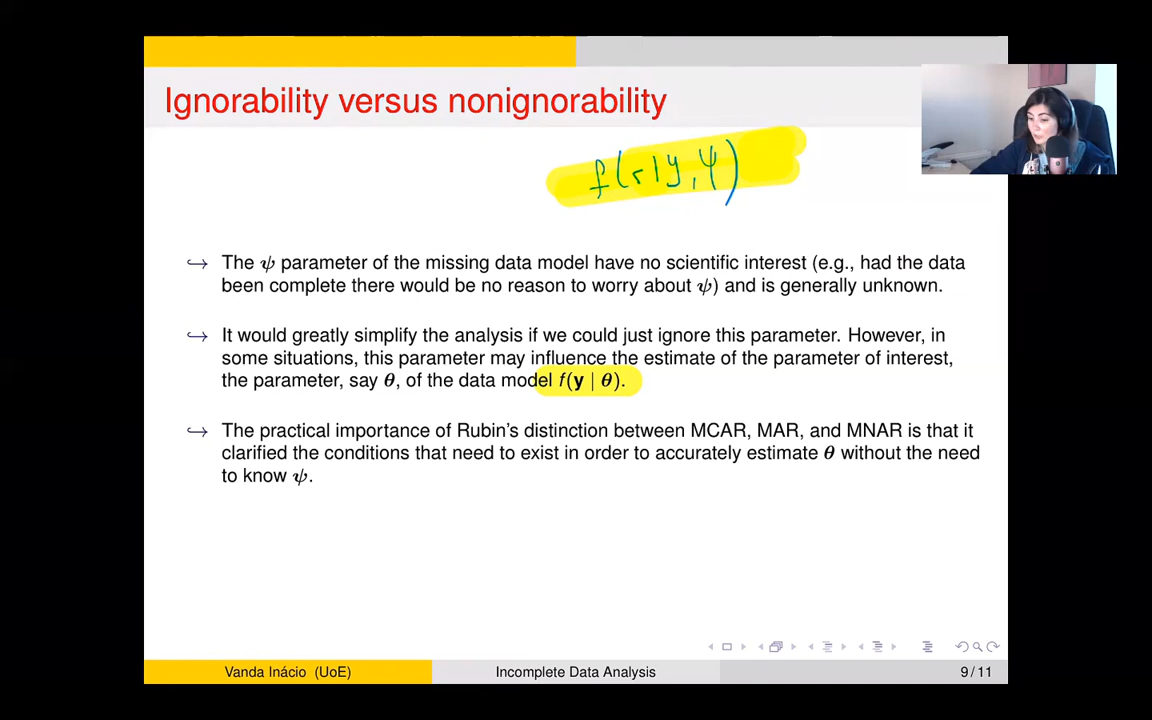 Ignorability versus nonignorability
f(r|y,ψ)
↪ The ψ parameter of the missing data model have no scientific interest (e.g., had the data
been complete there would be no reason to worry about ψ) and is generally unknown.
↪ It would greatly simplify the analysis if we could just ignore this parameter. However, in
some situations, this parameter may influence the estimate of the parameter of interest,
the parameter, say θ, of the data model f(y | θ).
↪ The practical importance of Rubin's distinction between MCAR, MAR, and MNAR is that it
clarified the conditions that need to exist in order to accurately estimate θ without the need
to know ψ.
Vanda Inácio (UoE) Incomplete Data Analysis 9/11